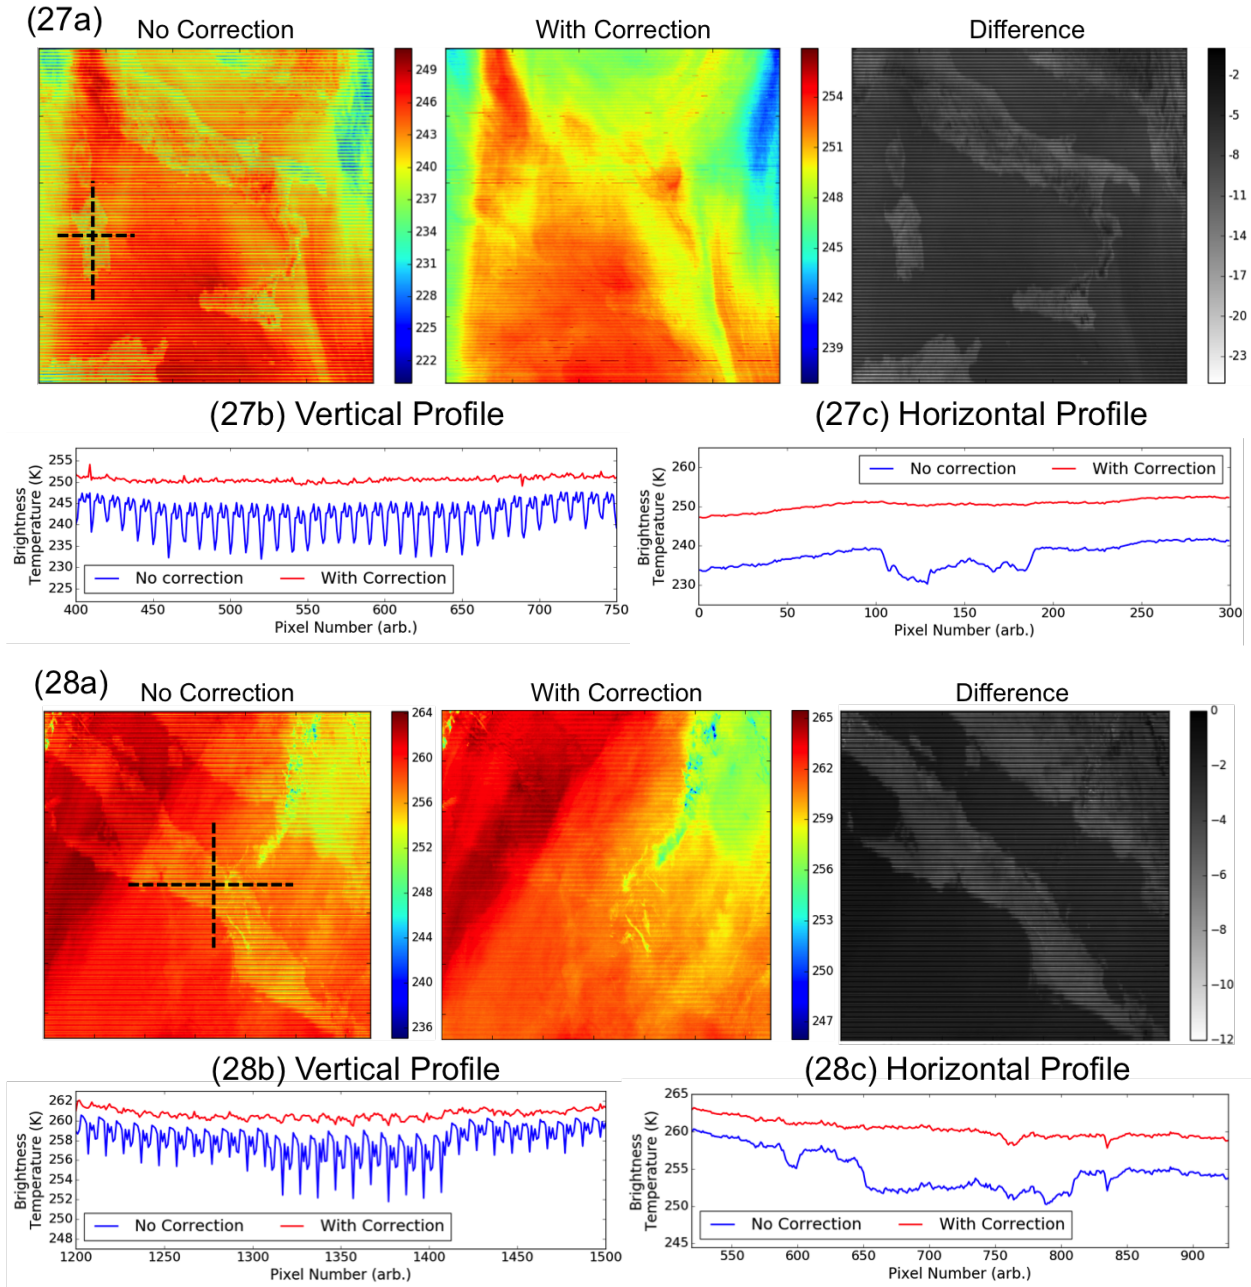 (27a)
No Correction
With Correction
Difference
249
246
243
240
237
234
230
228
225
222
254
251
248
245
242
239
-2
-5
-8
-11
-14
-17
-20
-23
(27b) Vertical Profile
(27c) Horizontal Profile
255
250
245
240
235
230
225
Brightness
Temperature (K)
No correction
With Correction
400 450 500 550 600 650 700 750
Pixel Number (arb.)
260
250
240
230
Brightness
Temperature (K)
No correction
With Correction
0 50 100 150 200 250 300
Pixel Number (arb.)
(28a)
No Correction
With Correction
Difference
264
260
256
252
248
244
240
236
265
262
259
256
253
250
247
0
−2
−4
−6
−8
−10
−12
(28b) Vertical Profile
(28c) Horizontal Profile
262
260
258
256
254
252
250
248
Brightness
Temperature (K)
No Correction
With Correction
1200 1250 1300 1350 1400 1450 1500
Pixel Number (arb.)
265
260
255
250
245
Brightness
Temperature (K)
No Correction
With Correction
550 600 650 700 750 800 850 900
Pixel Number (arb.)